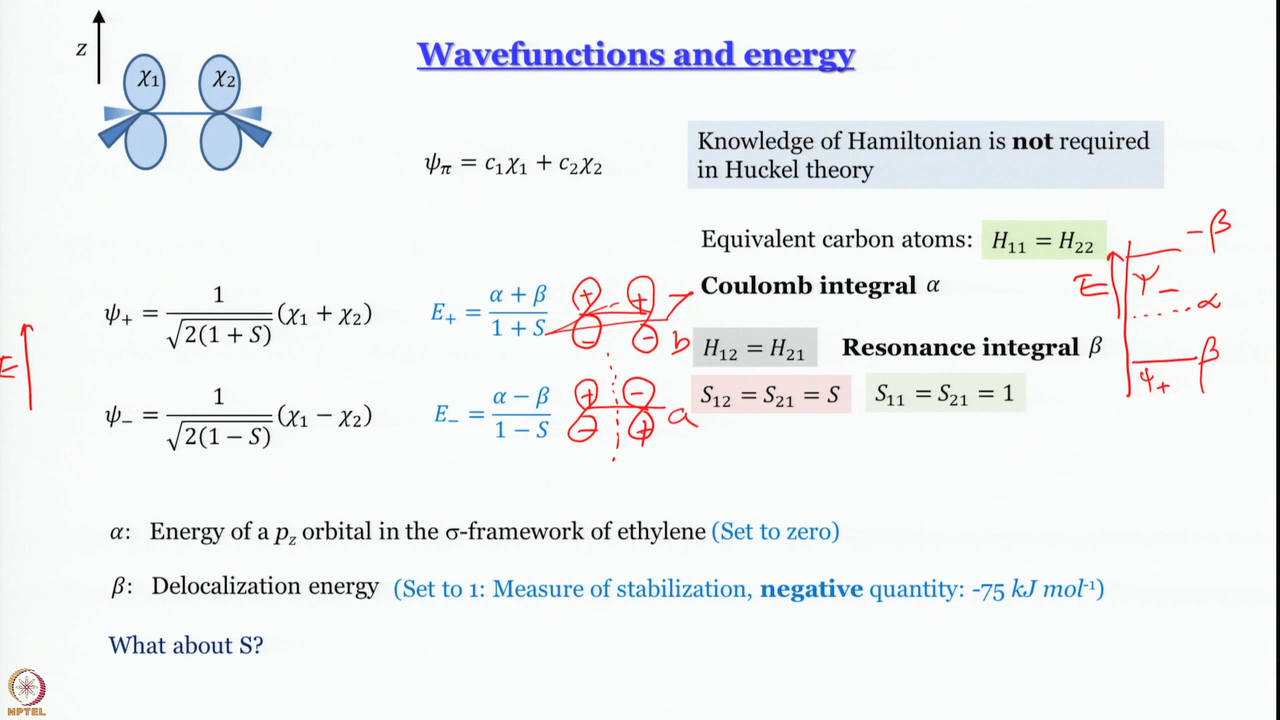 Wavefunctions and energy
z
χ1 χ2
ψπ = c1χ1 + c2χ2
Knowledge of Hamiltonian is not required
in Huckel theory
Equivalent carbon atoms: H11 = H22
Coulomb integral α
ψ+ = 1/√2(1 + S) (χ1 + χ2)
E+ = α + β / 1 + S
+ +
− − b
H12 = H21 Resonance integral β
S12 = S21 = S S11 = S21 = 1
ψ− = 1/√2(1 − S) (χ1 − χ2)
E− = α − β / 1 − S
+ −
− + a
E
− β
E ψ−
α
β
ψ+
α: Energy of a pz orbital in the σ-framework of ethylene (Set to zero)
β: Delocalization energy (Set to 1: Measure of stabilization, negative quantity: -75 kJ mol-1)
What about S?
NPTEL